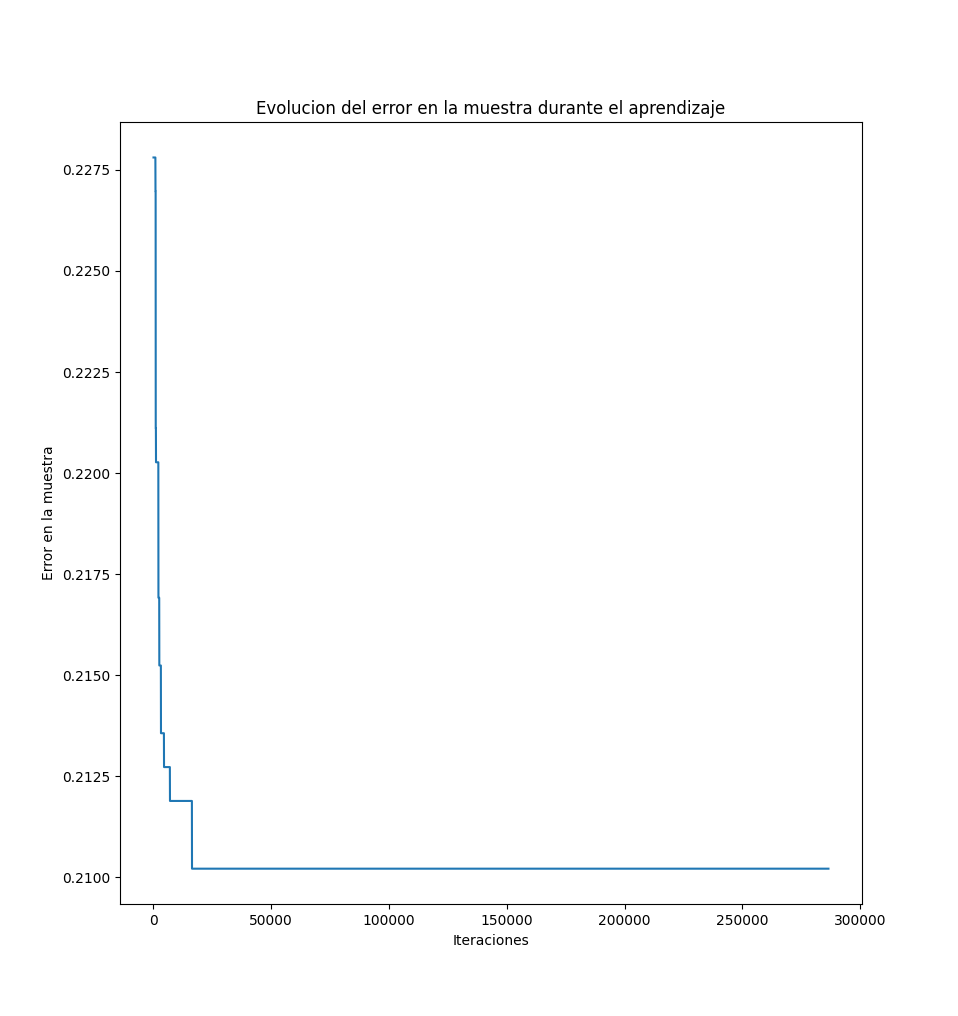 Evolucion del error en la muestra durante el aprendizaje
0.2275
0.2250
0.2225
0.2200
0.2175
0.2150
0.2125
0.2100
Error en la muestra
0 50000 100000 150000 200000 250000 300000
Iteraciones